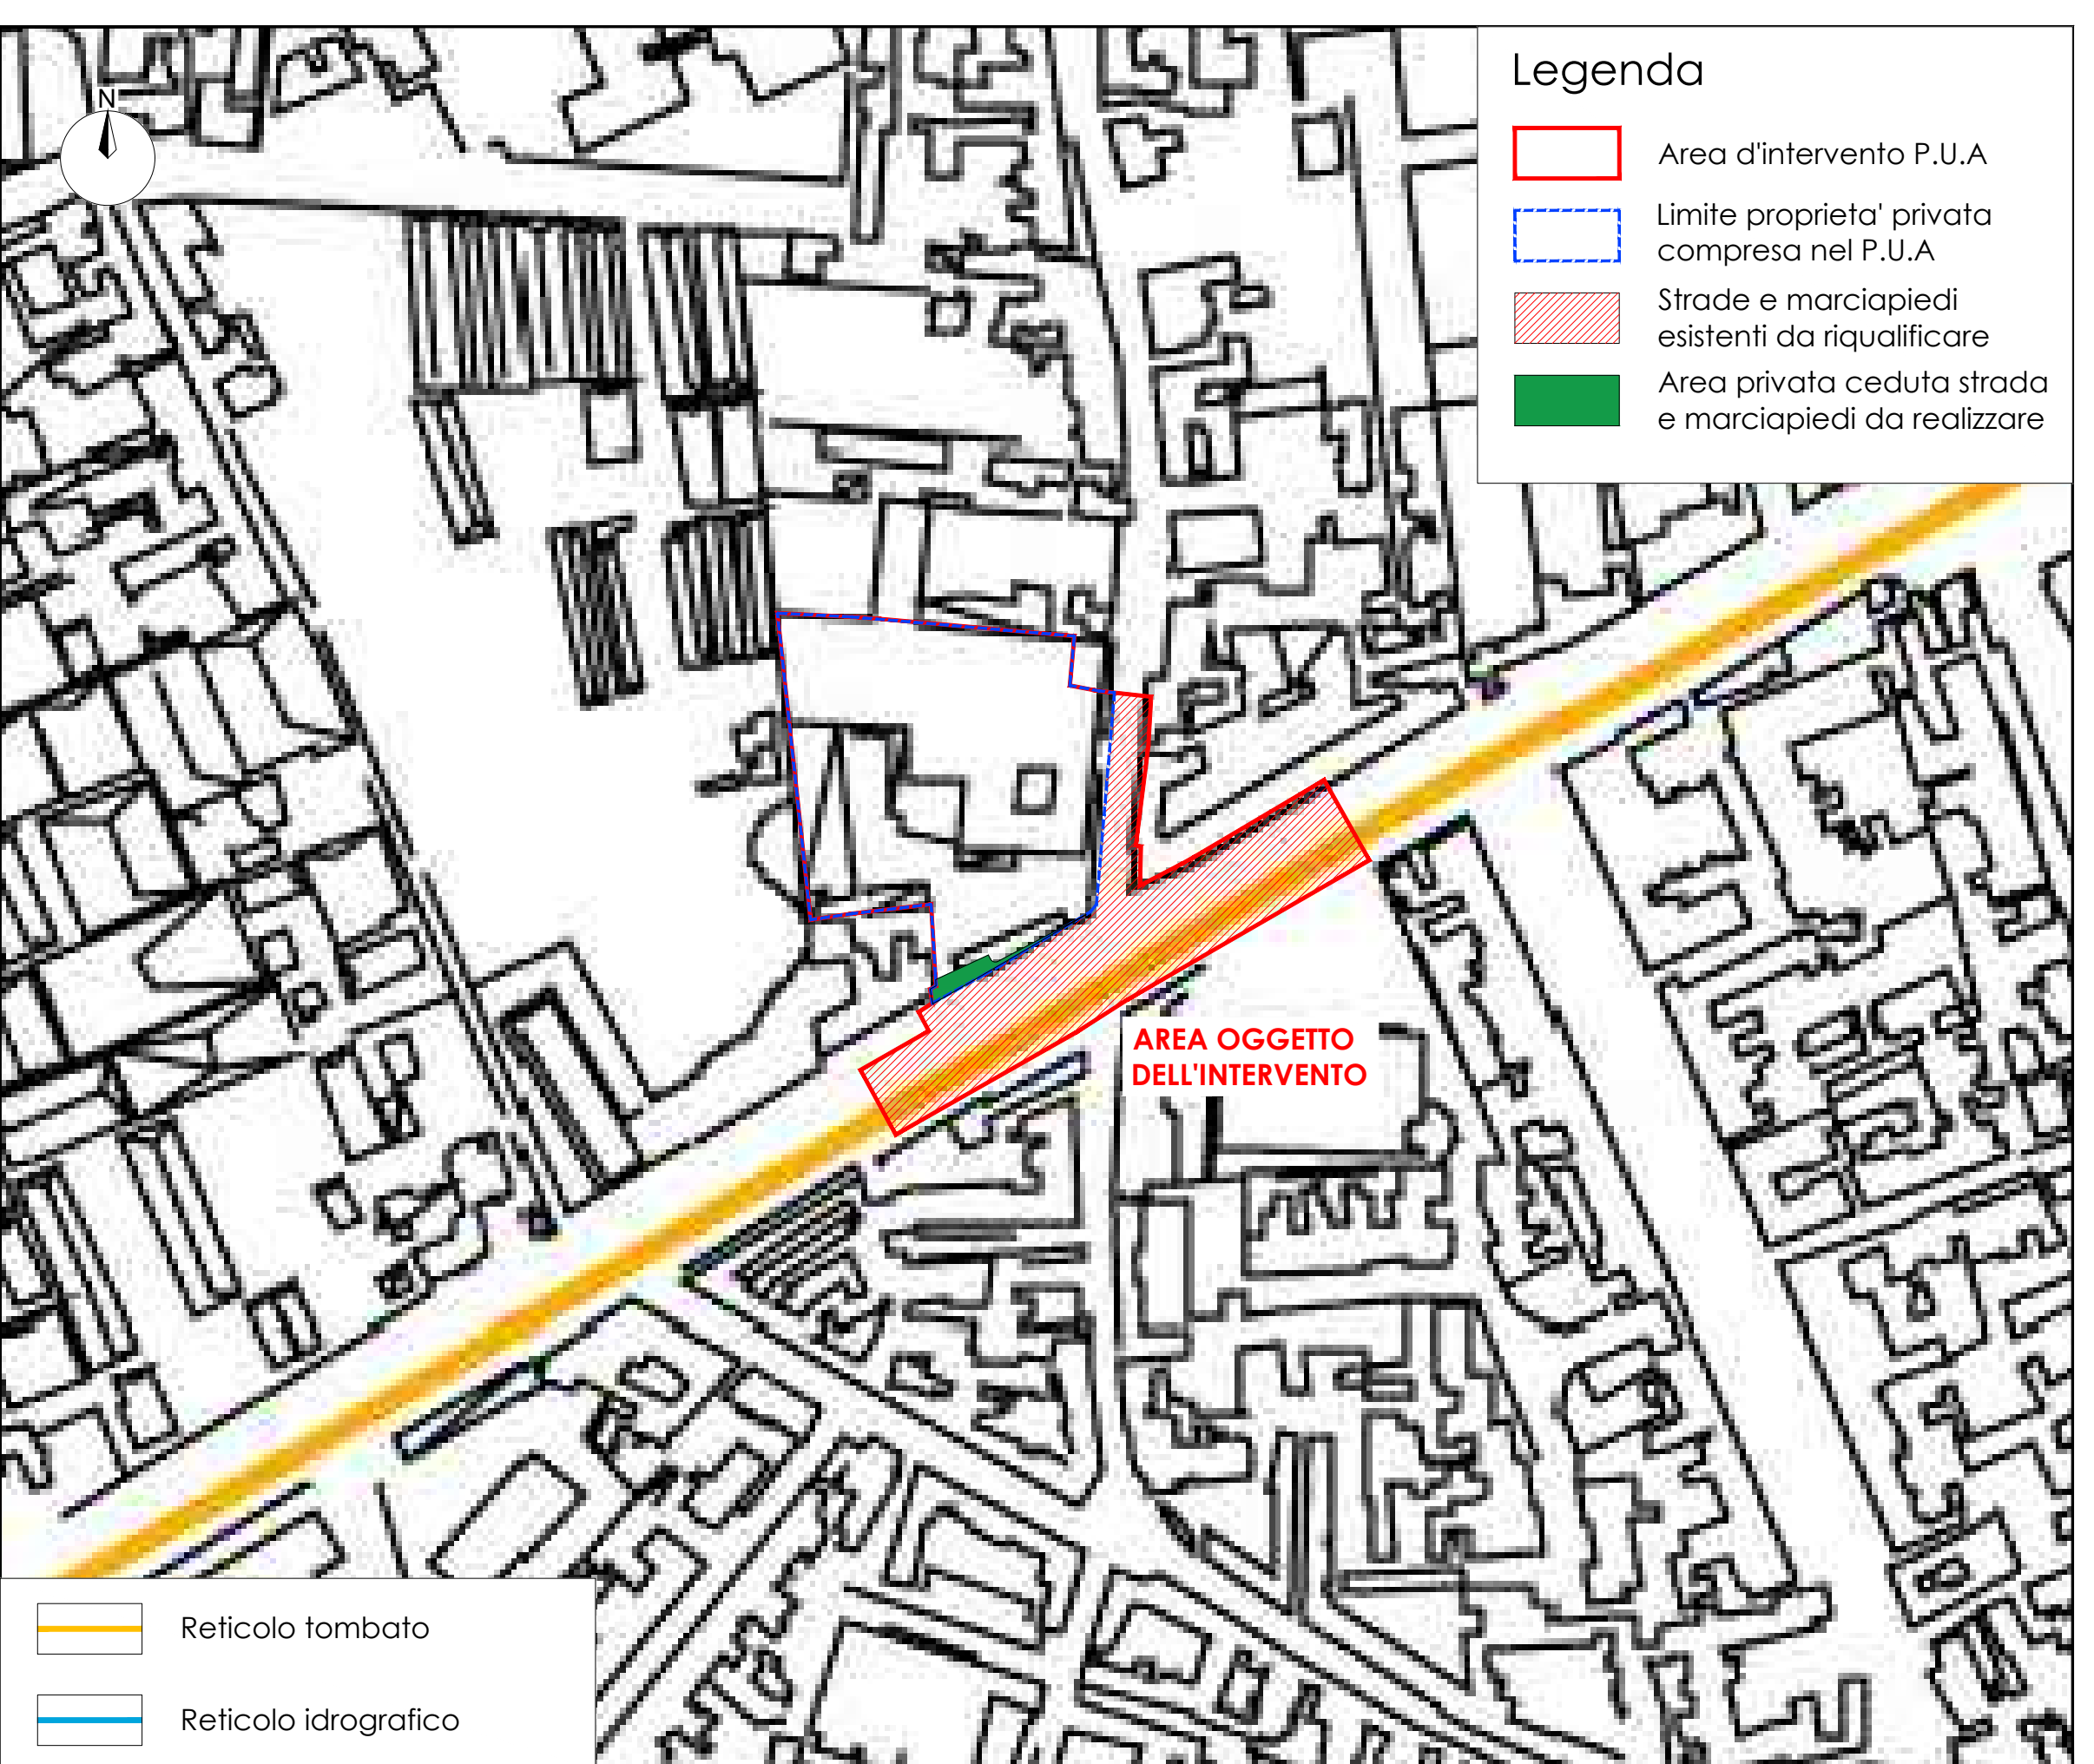 N
Legenda
Area d'intervento P.U.A
Limite proprieta' privata
compresa nel P.U.A
Strade e marciapiedi
esistenti da riqualificare
Area privata ceduta strada
e marciapiedi da realizzare
AREA OGGETTO
DELL'INTERVENTO
Reticolo tombato
Reticolo idrografico